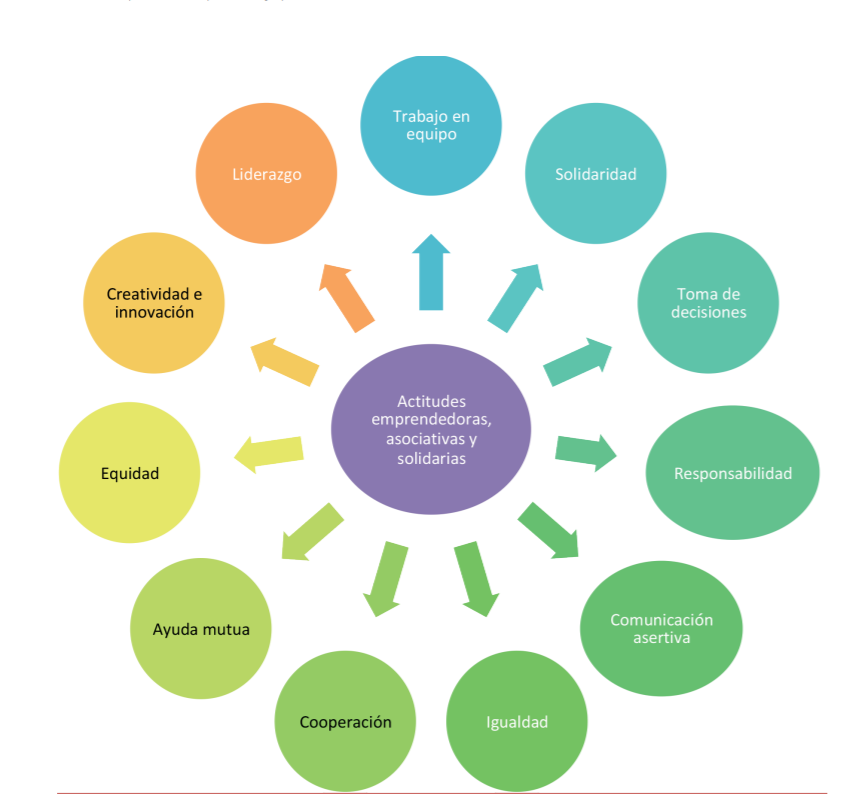 Trabajo en
equipo
Solidaridad
Toma de
decisiones
Responsabilidad
Comunicación
asertiva
Igualdad
Cooperación
Ayuda mutua
Equidad
Creatividad e
innovación
Liderazgo
Actitudes
emprendedoras,
asociativas y
solidarias